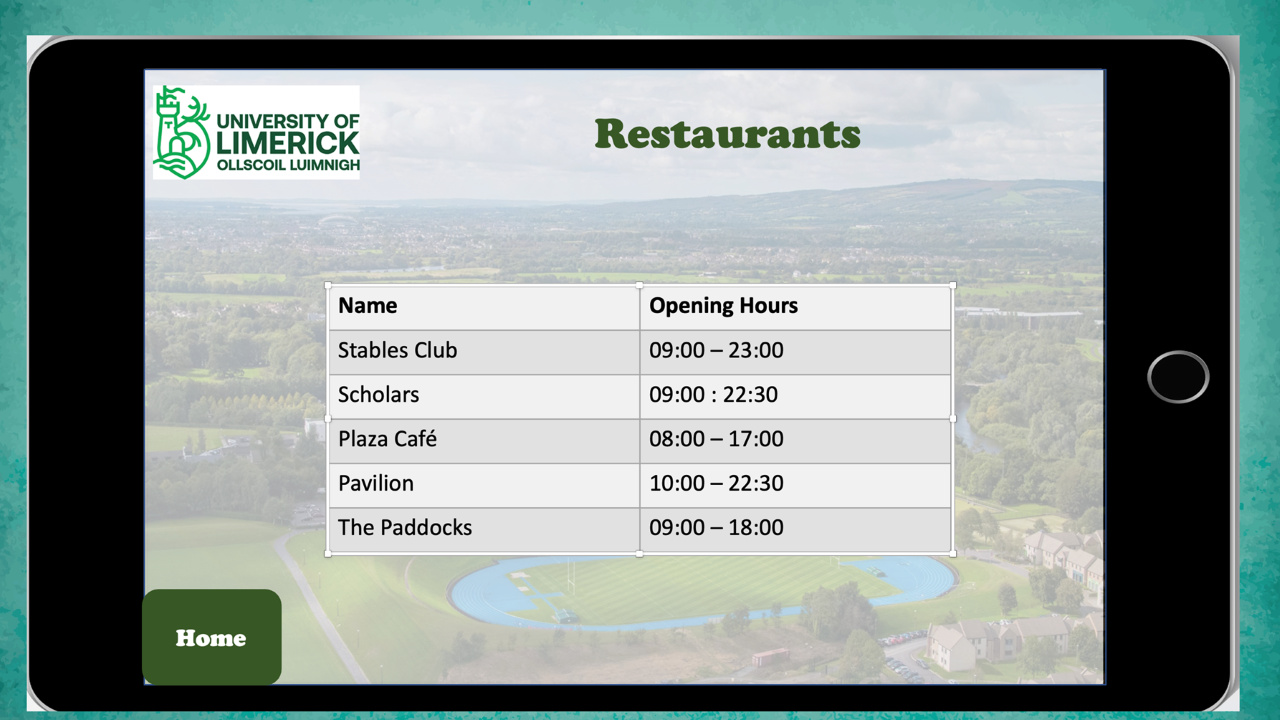 UNIVERSITY OF
LIMERICK
OLLSCOIL LUIMNIGH
Restaurants
Name Opening Hours
Stables Club 09:00 – 23:00
Scholars 09:00 : 22:30
Plaza Café 08:00 – 17:00
Pavilion 10:00 – 22:30
The Paddocks 09:00 – 18:00
Home